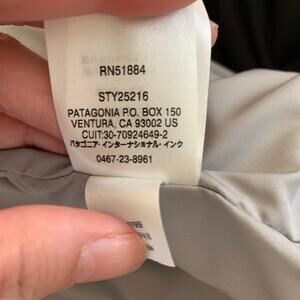 RN51884
STY25216
PATAGONIA P.O. BOX 150
VENTURA, CA 93002 US
CUIT:30-70924649-2
パタゴニア・インターナショナル・インク
0467-23-8961